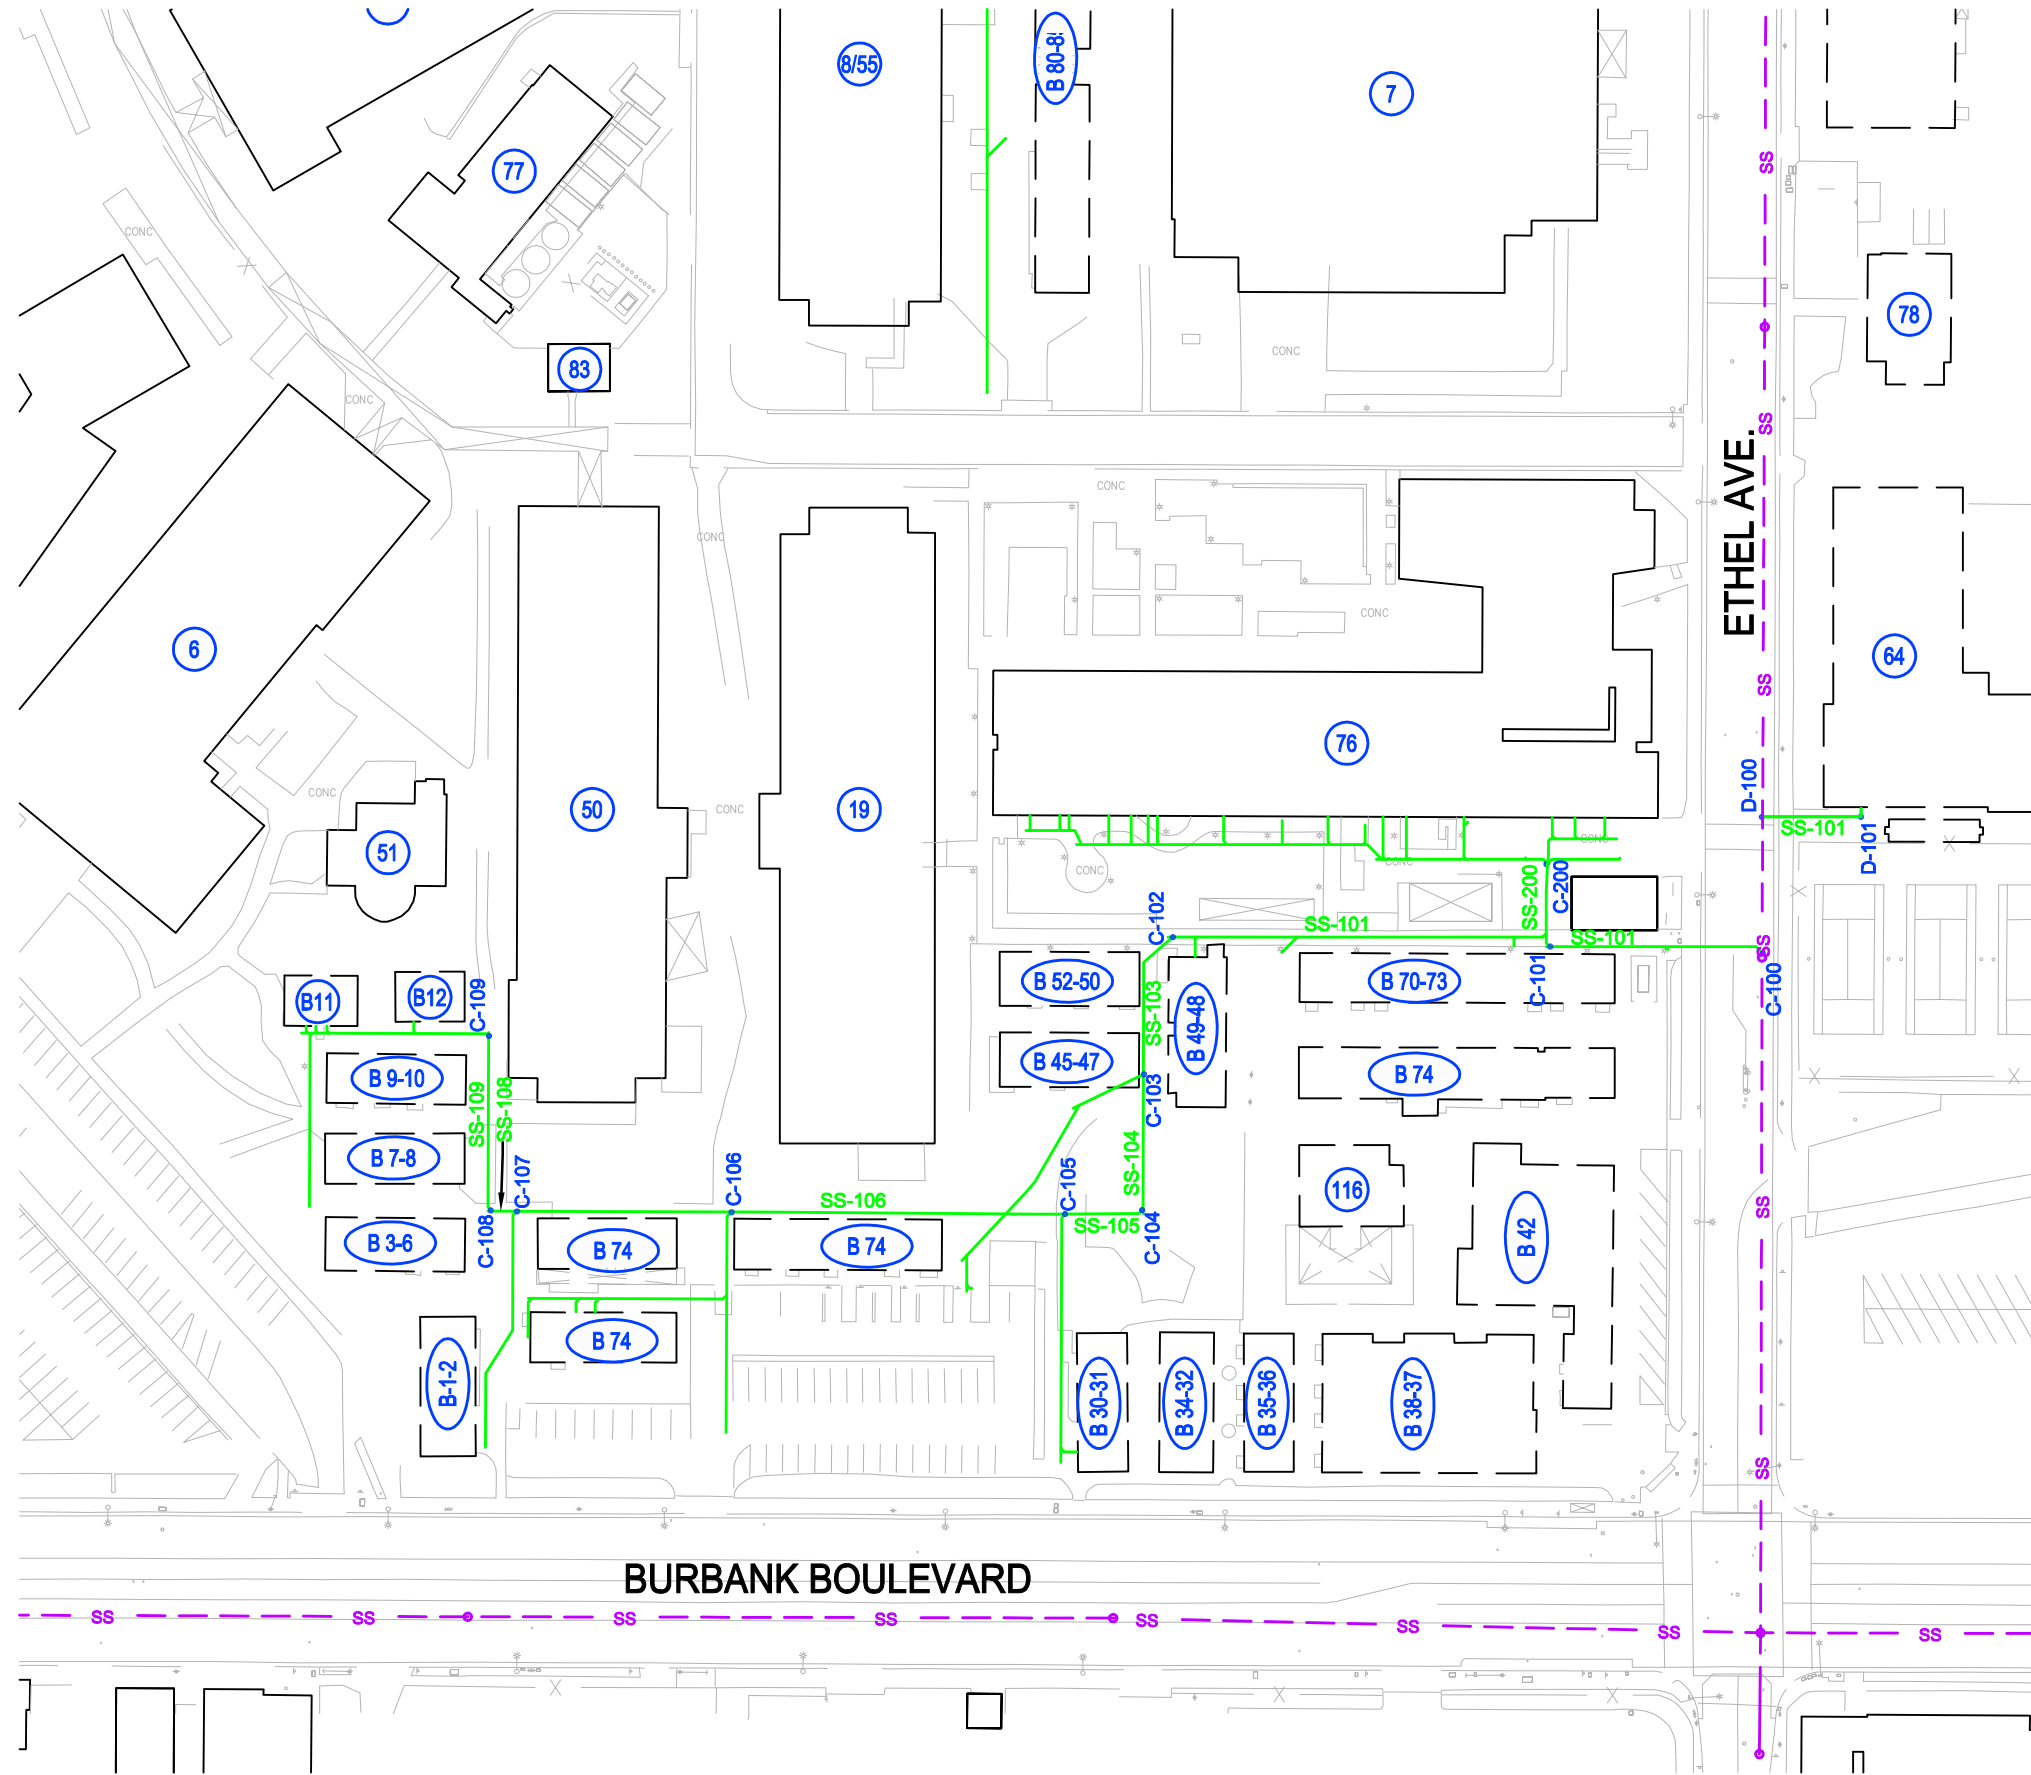 8/55
B 80-8
7
77
CONC
78
CONC
83
CONC
SS
SS
ETHEL AVE.
CONC
CONC
CONC
6
64
SS
76
D-100
CONC
50
CONC
19
SS-101
D-101
51
CONC
CONC
CONC
SS-200
C-200
C-102
SS-101
SS-101
SS
B11
B12
C-109
B 52-50
SS-103
B 49-48
B 70-73
C-101
C-100
B 9-10
SS-109
SS-108
B 45-47
C-103
B 74
B 7-8
C-107
C-106
SS-106
C-105
SS-104
SS-105
C-104
116
B 42
SS
B 3-6
C-108
B 74
B 74
B-1-2
B 74
B 30-31
B 34-32
B 35-36
B 38-37
SS
BURBANK BOULEVARD
SS
SS
SS
SS
SS
SS
SS
SS